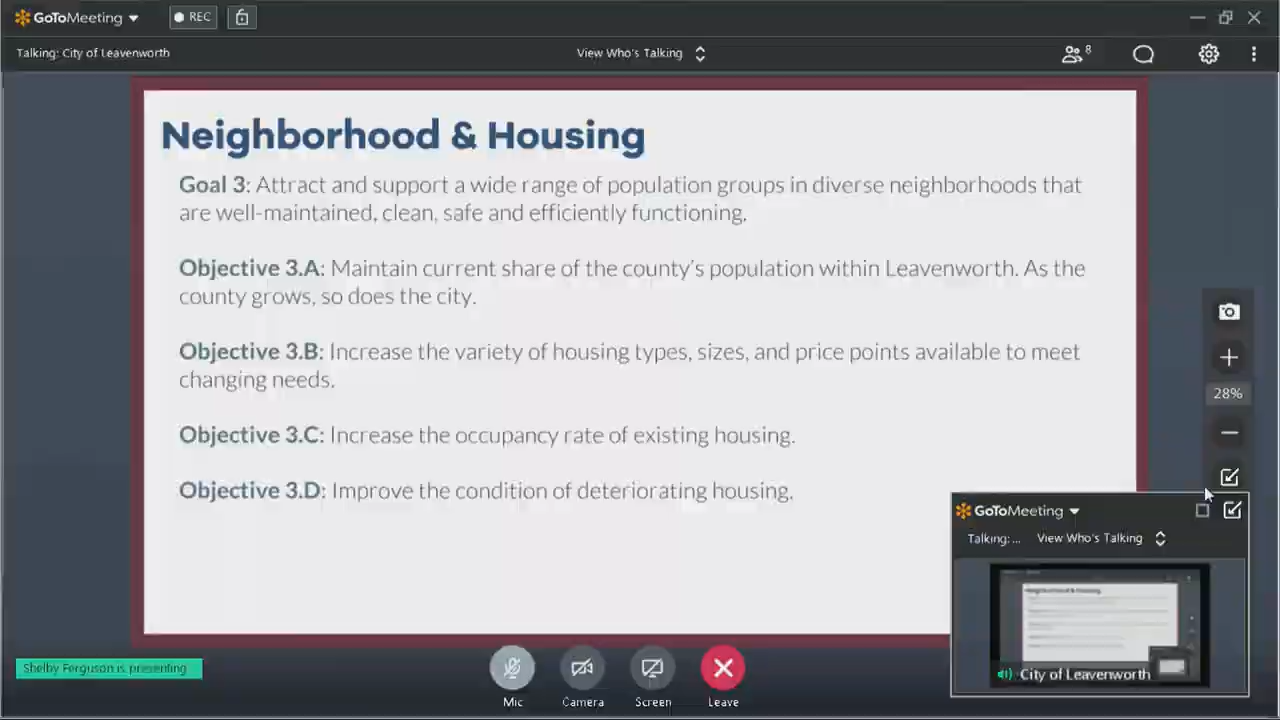 GoToMeeting
REC
Talking: City of Leavenworth
View Who's Talking
8
Neighborhood & Housing
Goal 3: Attract and support a wide range of population groups in diverse neighborhoods that
are well-maintained, clean, safe and efficiently functioning.
Objective 3.A: Maintain current share of the county's population within Leavenworth. As the
county grows, so does the city.
Objective 3.B: Increase the variety of housing types, sizes, and price points available to meet
changing needs.
Objective 3.C: Increase the occupancy rate of existing housing.
Objective 3.D: Improve the condition of deteriorating housing.
28%
GoToMeeting
Talking: ...
View Who's Talking
Neighborhood & Housing
City of Leavenworth
Shelby Ferguson is presenting
Mic
Camera
Screen
Leave